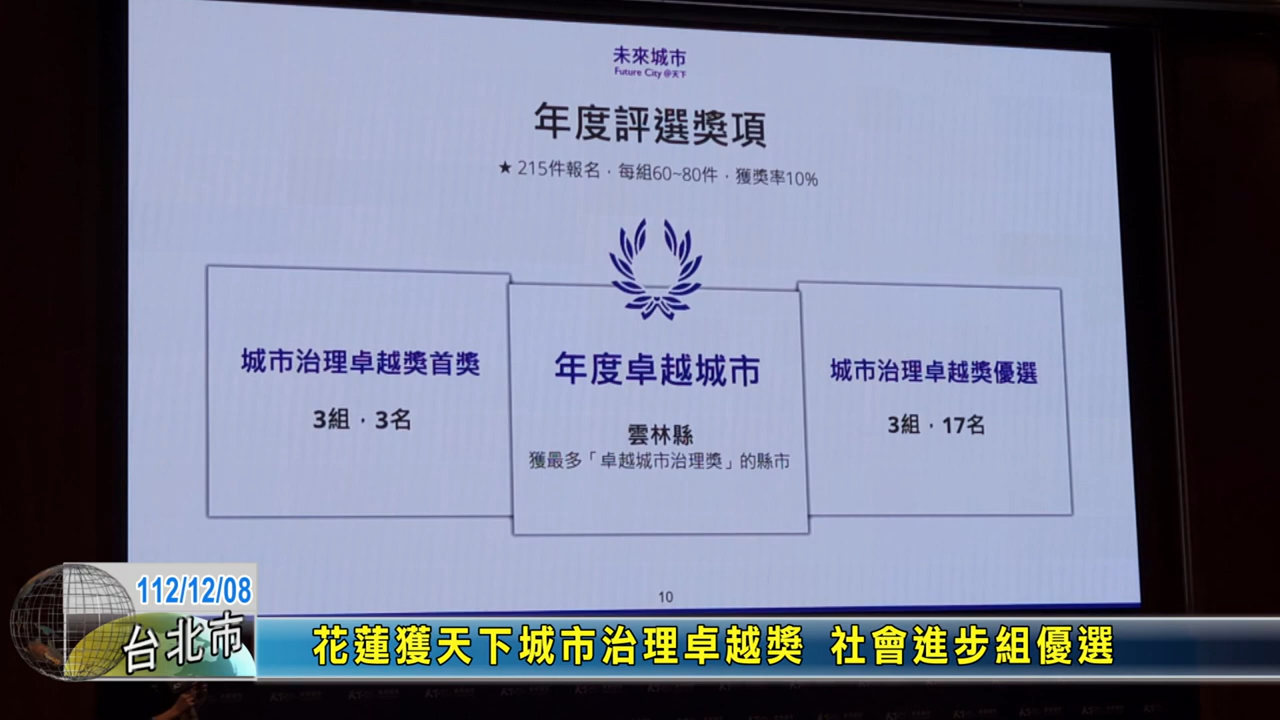 未來城市
Future City @天下
年度評選獎項
★ 215件報名．每組60~80件．獲獎率10%
城市治理卓越獎首獎
3組．3名
年度卓越城市
雲林縣
獲最多「卓越城市治理獎」的縣市
城市治理卓越獎優選
3組．17名
10
112/12/08
台北市
花蓮獲天下城市治理卓越獎 社會進步組優選